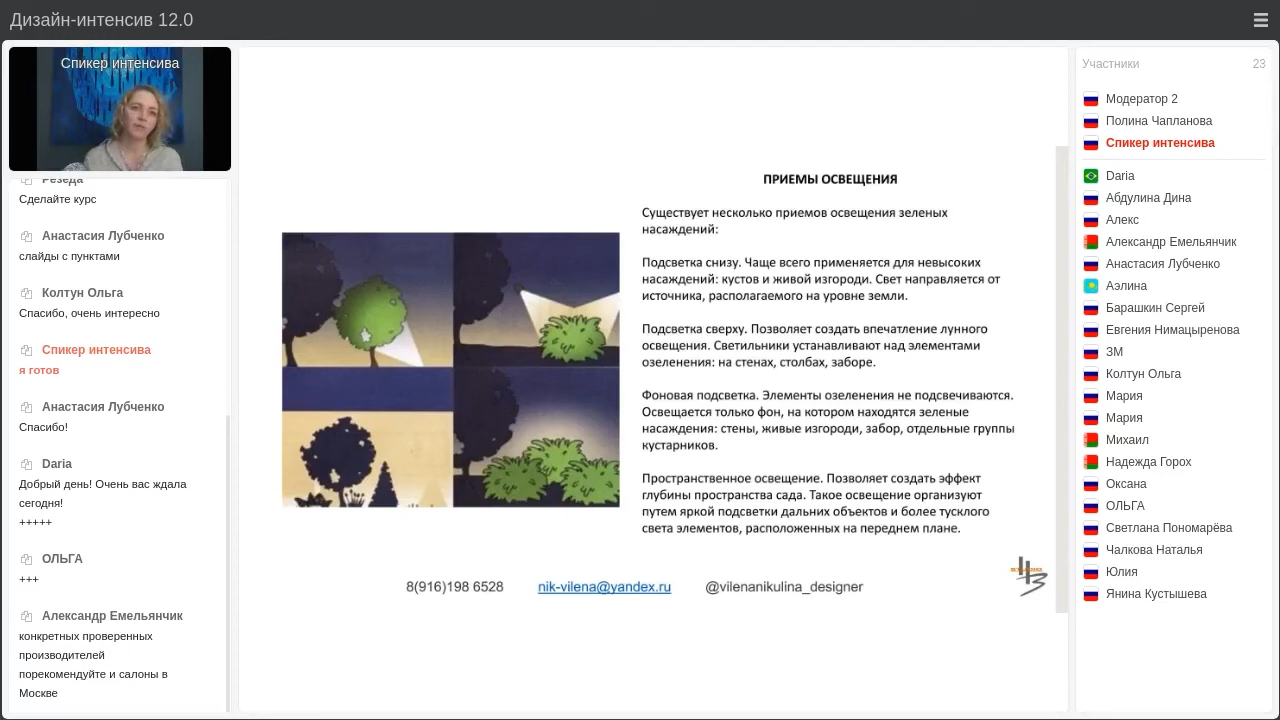 Дизайн-интенсив 12.0
Спикер интенсива
Резеда
Сделайте курс
Анастасия Лубченко
слайды с пунктами
Колтун Ольга
Спасибо, очень интересно
Спикер интенсива
я готов
Анастасия Лубченко
Спасибо!
Daria
Добрый день! Очень вас ждала
сегодня!
+++++
ОЛЬГА
+++
Александр Емельянчик
конкретных проверенных
производителей
порекомендуйте и салоны в
Москве
ПРИЕМЫ ОСВЕЩЕНИЯ
Существует несколько приемов освещения зеленых
насаждений:
Подсветка снизу. Чаще всего применяется для невысоких
насаждений: кустов и живой изгороди. Свет направляется от
источника, располагаемого на уровне земли.
Подсветка сверху. Позволяет создать впечатление лунного
освещения. Светильники устанавливают над элементами
озеленения: на стенах, столбах, заборе.
Фоновая подсветка. Элементы озеленения не подсвечиваются.
Освещается только фон, на котором находятся зеленые
насаждения: стены, живые изгороди, забор, отдельные группы
кустарников.
Пространственное освещение. Позволяет создать эффект
глубины пространства сада. Такое освещение организуют
путем яркой подсветки дальних объектов и более тусклого
света элементов, расположенных на переднем плане.
8(916)198 6528 nik-vilena@yandex.ru @vilenanikulina_designer
Участники 23
Модератор 2
Полина Чапланова
Спикер интенсива
Daria
Абдулина Дина
Алекс
Александр Емельянчик
Анастасия Лубченко
Аэлина
Барашкин Сергей
Евгения Нимацыренова
ЗМ
Колтун Ольга
Мария
Мария
Михаил
Надежда Горох
Оксана
ОЛЬГА
Светлана Пономарёва
Чалкова Наталья
Юлия
Янина Кустышева